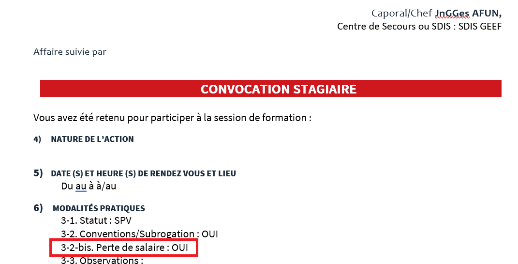 Caporal/Chef JnGGes AFUN,
Centre de Secours ou SDIS : SDIS GEEF
Affaire suivie par
CONVOCATION STAGIAIRE
Vous avez été retenu pour participer à la session de formation :
4) NATURE DE L'ACTION
5) DATE (S) ET HEURE (S) DE RENDEZ VOUS ET LIEU
Du au à à/au
6) MODALITÉS PRATIQUES
3-1. Statut : SPV
3-2. Conventions/Subrogation : OUI
3-2-bis. Perte de salaire : OUI
3-3. Observations :